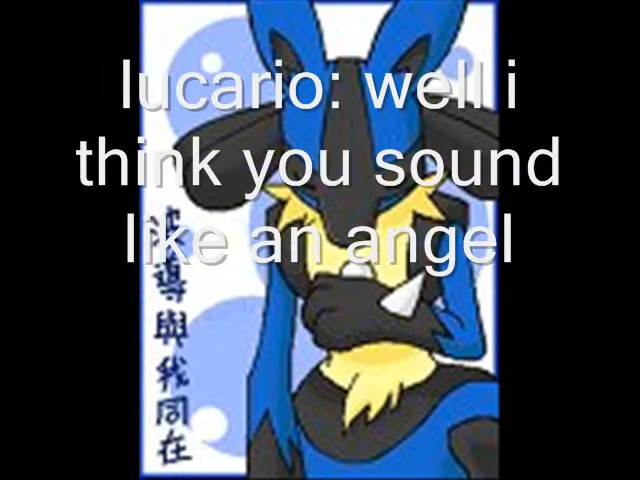 lucario: well i
think you sound
like an angel
波導與我同在